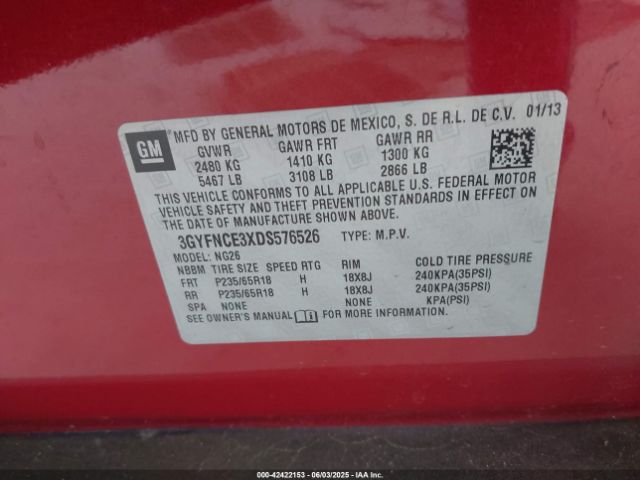 GM
MFD BY GENERAL MOTORS DE MEXICO, S. DE R.L. DE C.V. 01/13
GVWR GAWR FRT GAWR RR
2480 KG 1410 KG 1300 KG
5467 LB 3108 LB 2866 LB
THIS VEHICLE CONFORMS TO ALL APPLICABLE U.S. FEDERAL MOTOR
VEHICLE SAFETY AND THEFT PREVENTION STANDARDS IN EFFECT
ON THE DATE OF MANUFACTURE SHOWN ABOVE.
3GYFNCE3XDS576526 TYPE: M.P.V.
MODEL: NG26
NBBM TIRE SIZE SPEED RTG RIM COLD TIRE PRESSURE
FRT P235/65R18 H 18X8J 240KPA(35PSI)
RR P235/65R18 H 18X8J 240KPA(35PSI)
SPA NONE NONE KPA(PSI)
SEE OWNER'S MANUAL FOR MORE INFORMATION.
000-42422153 - 06/03/2025 - IAA Inc.